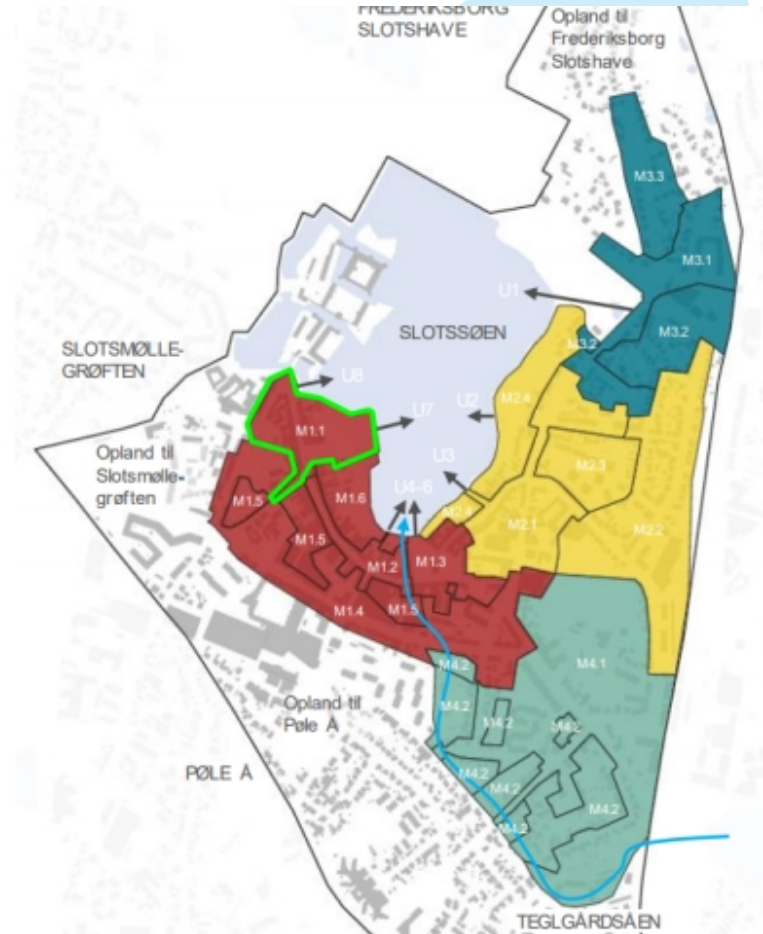 FREDERIKSBORG
SLOTSHAVE
Opland til
Frederiksborg
Slotshave
M3.3
M3.1
U1
SLOTSSØEN
M3.2
M3.2
SLOTSMØLLE-
GRØFTEN
U8
M2.4
U7
U2
M1.1
Opland til
Slotsmølle-
grøften
U3
M2.3
M1.5
M1.6
U4-6
M2.4
M2.1
M2.2
M1.5
M1.2
M1.3
M1.4
M1.5
M4.1
M4.2
Opland til
Pøle Å
M4.2
M4.2
M4.2
PØLE Å
M4.2
M4.2
M4.2
M4.2
TEGLGÅRDSÅEN